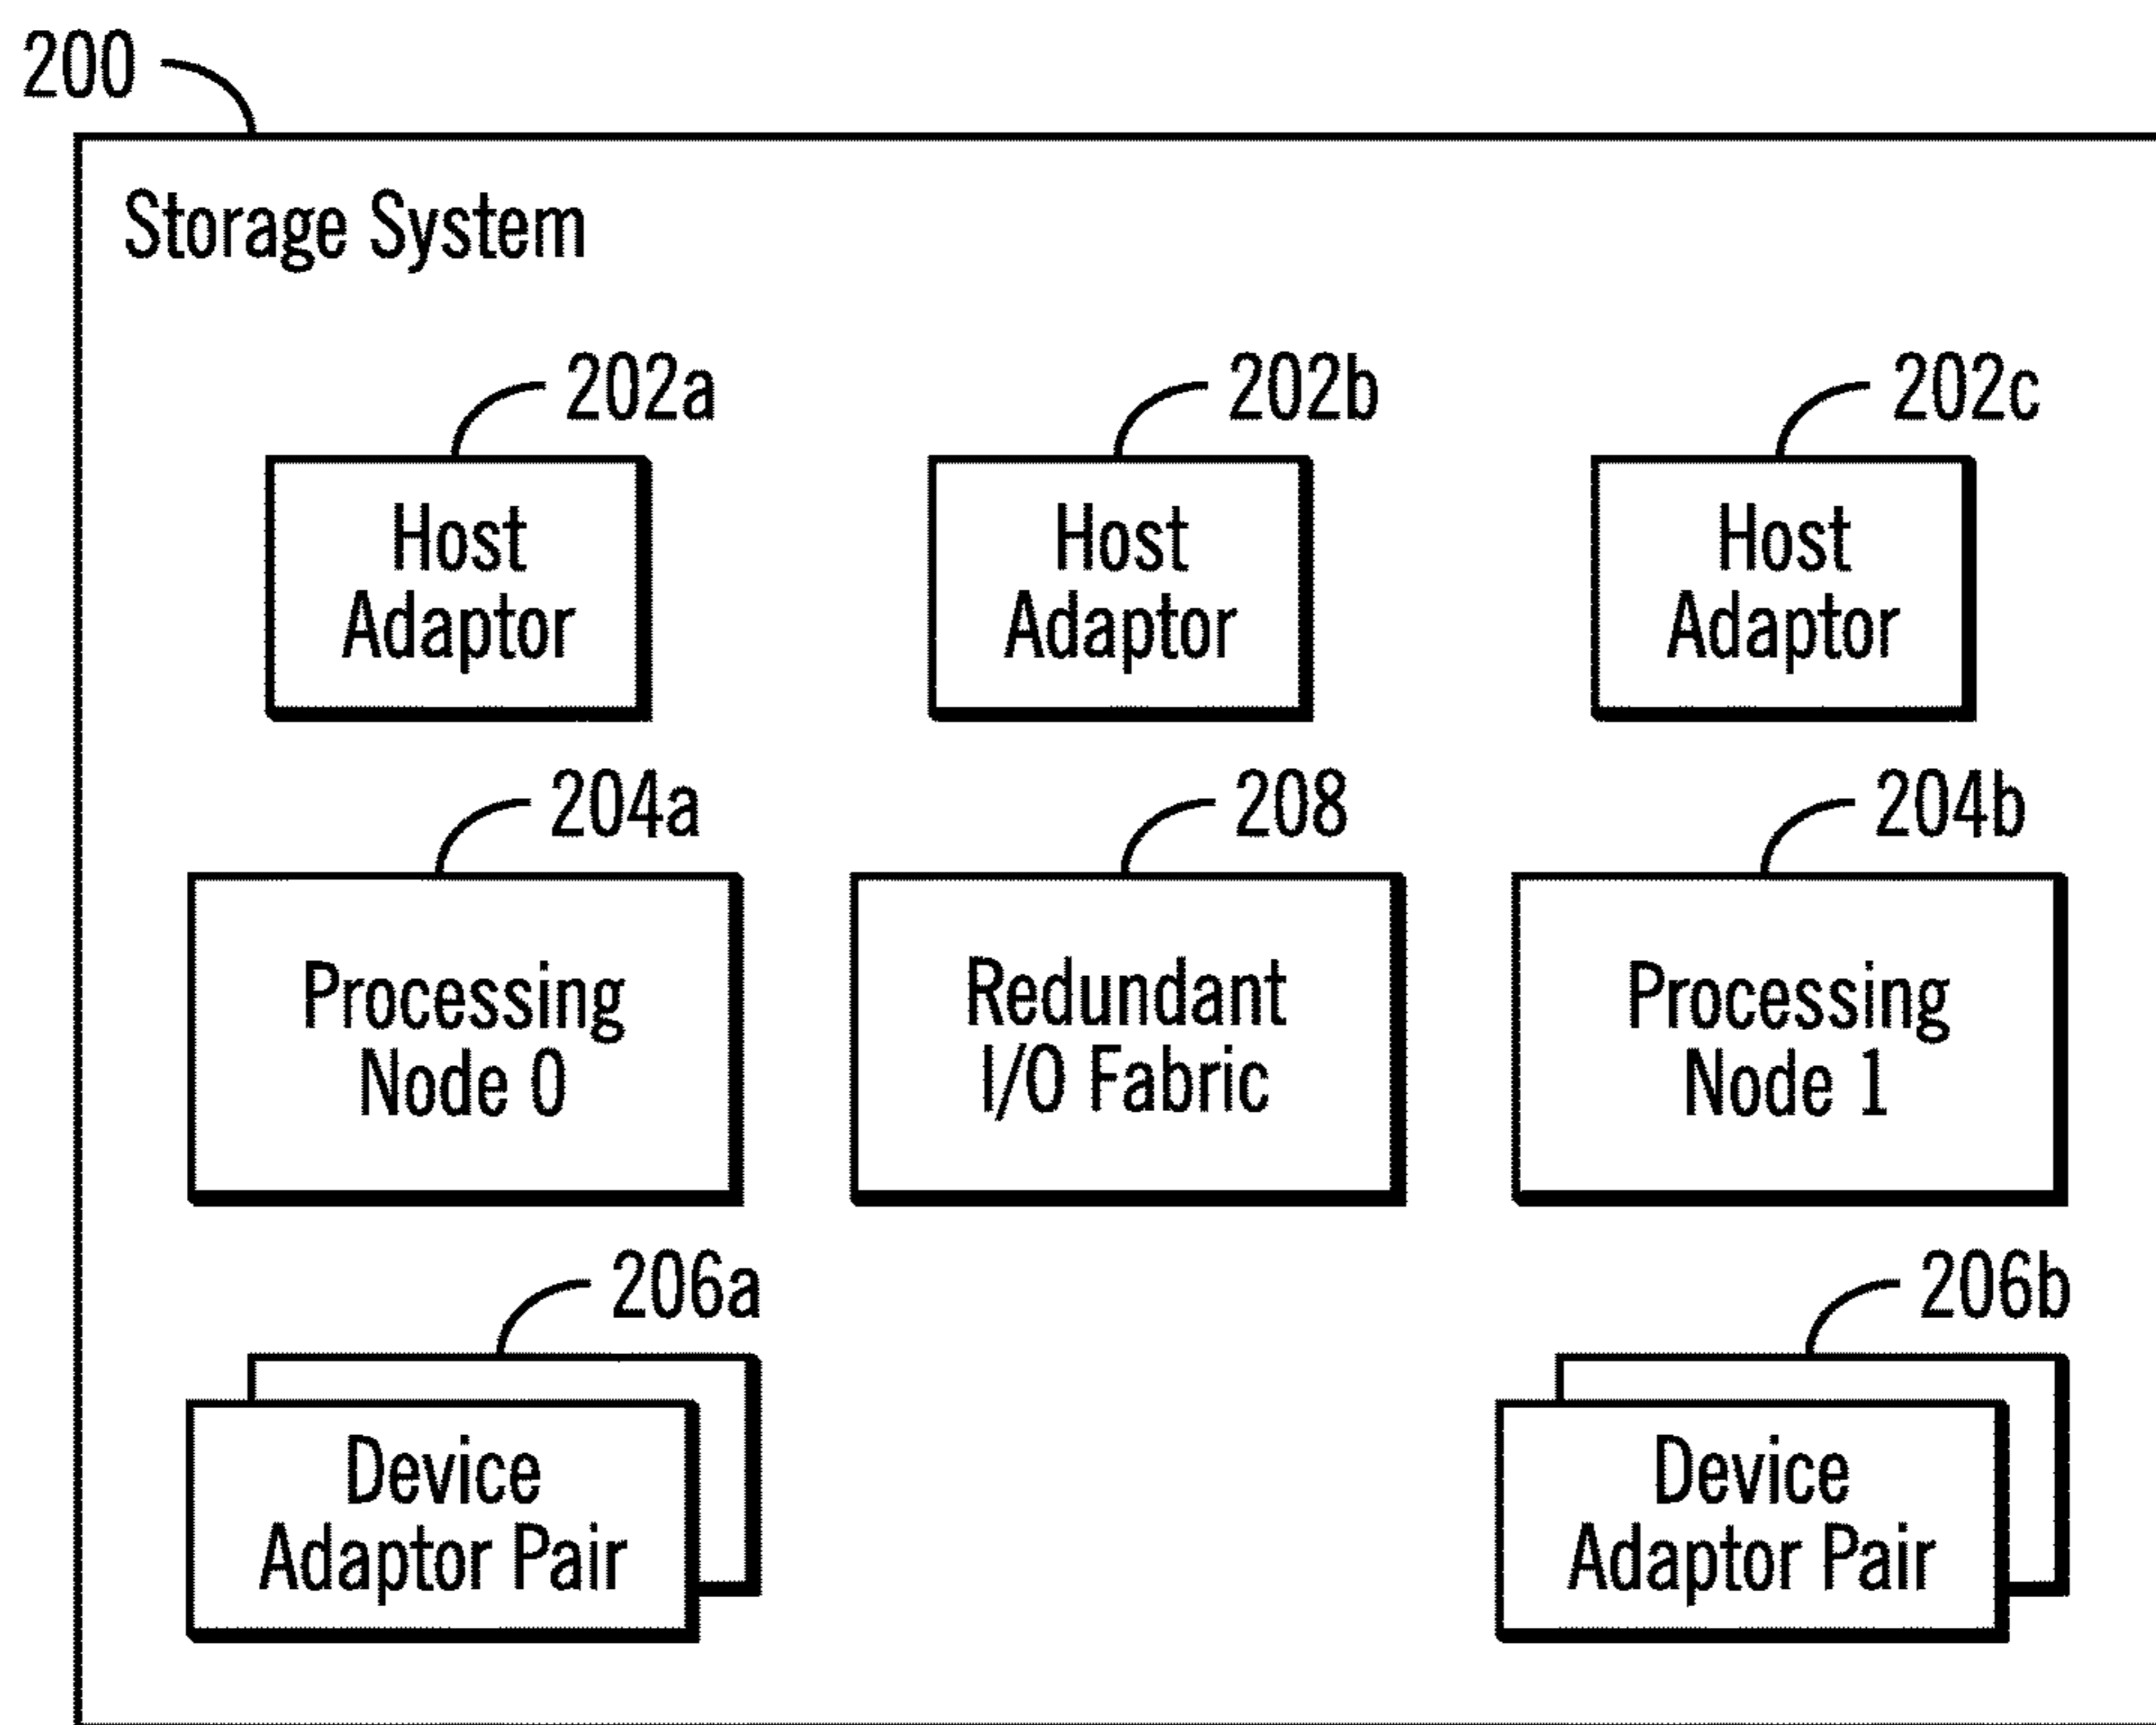 200
Storage System
202a
202b
202c
Host
Adaptor
Host
Adaptor
Host
Adaptor
204a
208
204b
Processing
Node 0
Redundant
I/O Fabric
Processing
Node 1
206a
206b
Device
Adaptor Pair
Device
Adaptor Pair